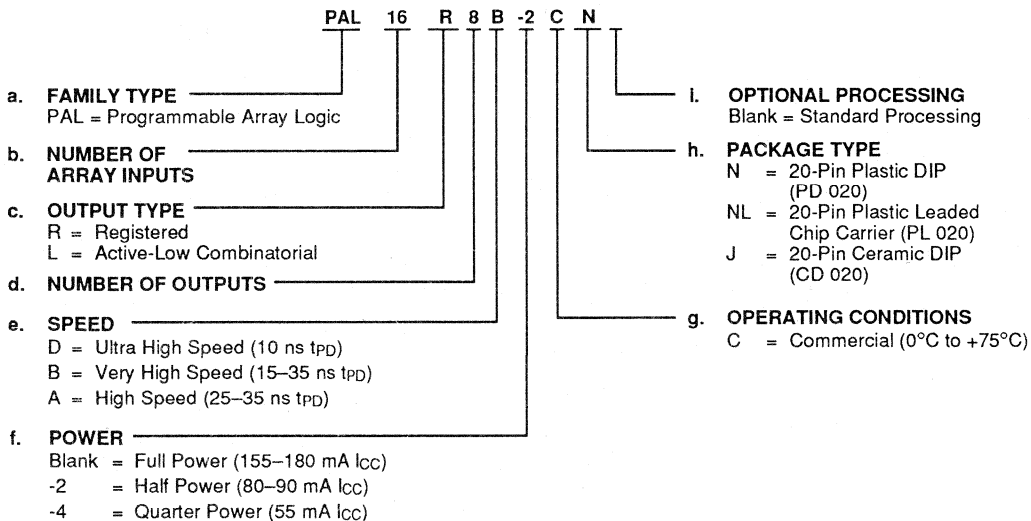 PAL 16 R 8 B -2 C N
a. FAMILY TYPE
PAL = Programmable Array Logic
b. NUMBER OF
ARRAY INPUTS
c. OUTPUT TYPE
R = Registered
L = Active-Low Combinatorial
d. NUMBER OF OUTPUTS
e. SPEED
D = Ultra High Speed (10 ns tPD)
B = Very High Speed (15–35 ns tPD)
A = High Speed (25–35 ns tPD)
f. POWER
Blank = Full Power (155–180 mA ICC)
-2 = Half Power (80–90 mA ICC)
-4 = Quarter Power (55 mA ICC)
i. OPTIONAL PROCESSING
Blank = Standard Processing
h. PACKAGE TYPE
N = 20-Pin Plastic DIP
(PD 020)
NL = 20-Pin Plastic Leaded
Chip Carrier (PL 020)
J = 20-Pin Ceramic DIP
(CD 020)
g. OPERATING CONDITIONS
C = Commercial (0°C to +75°C)